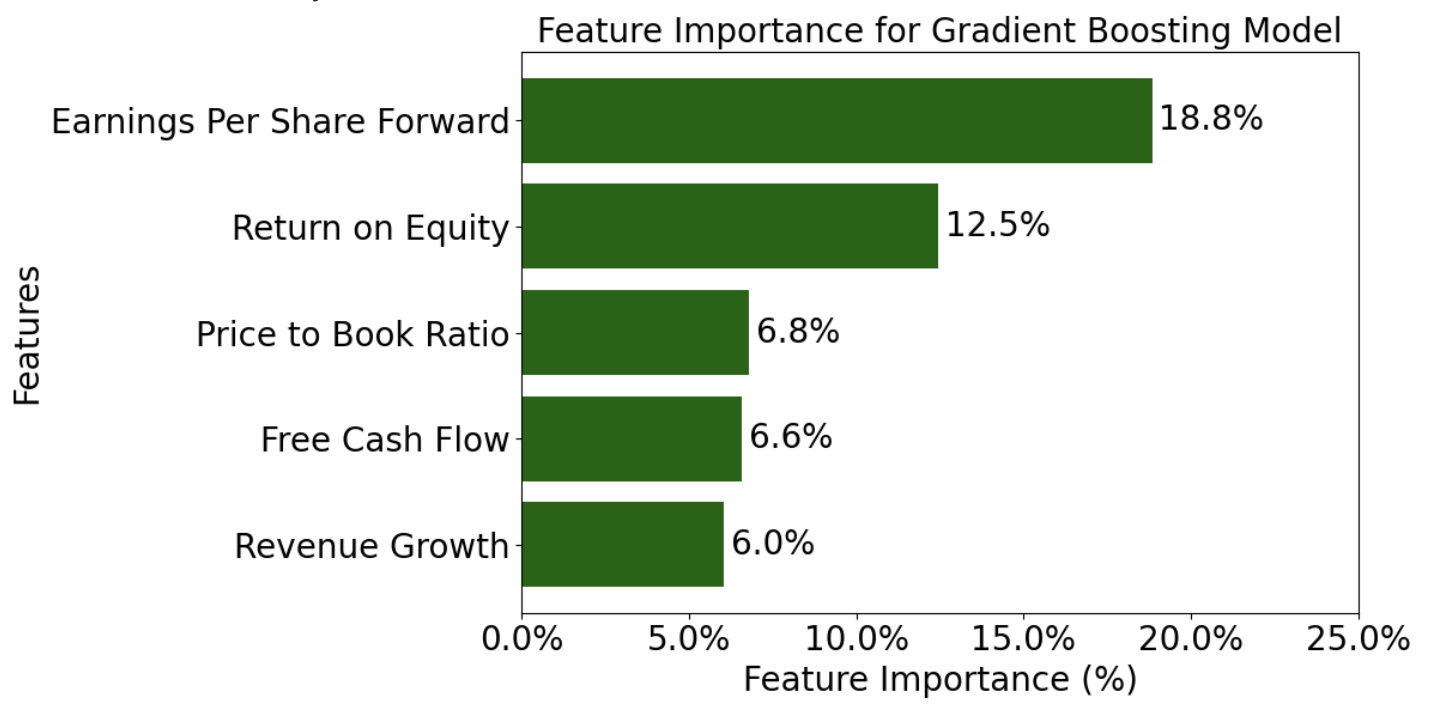 Feature Importance for Gradient Boosting Model
Earnings Per Share Forward
18.8%
Return on Equity
12.5%
Price to Book Ratio
6.8%
Free Cash Flow
6.6%
Revenue Growth
6.0%
Features
0.0% 5.0% 10.0% 15.0% 20.0% 25.0%
Feature Importance (%)